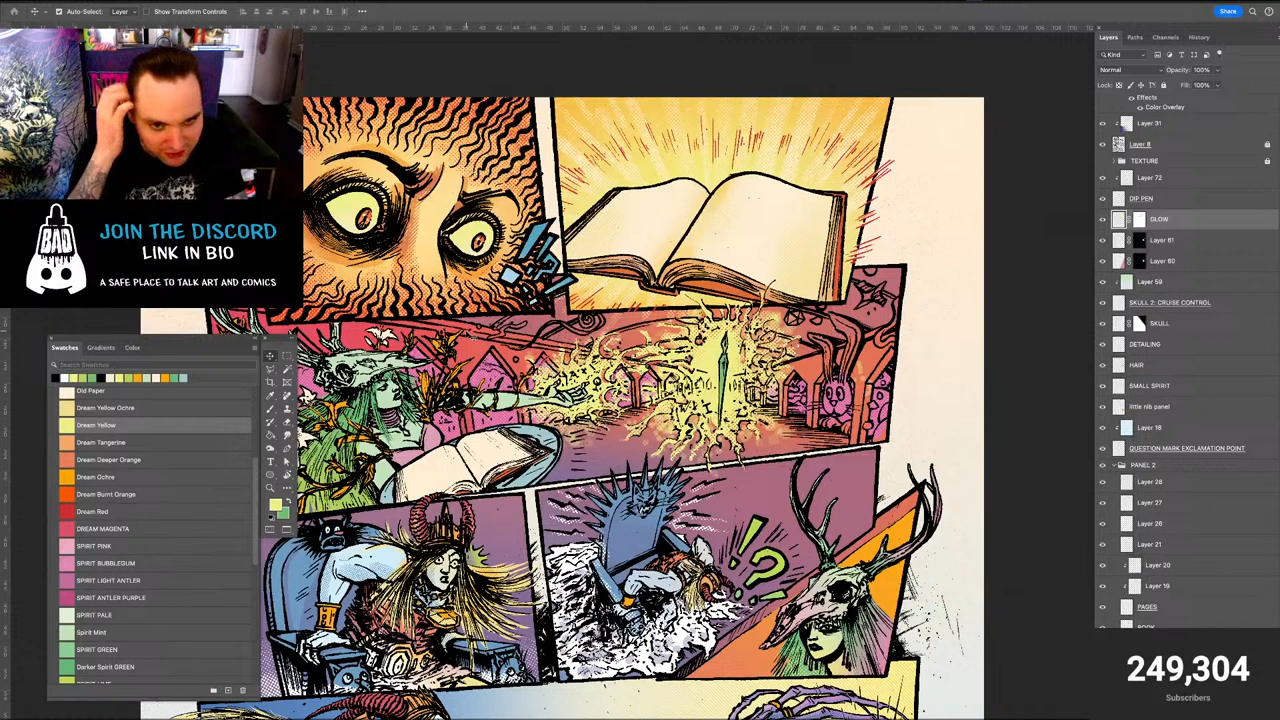 Auto-Select:
Layer
Show Transform Controls
Share
JOIN THE DISCORD
LINK IN BIO
A SAFE PLACE TO TALK ART AND COMICS
BAD
Swatches
Gradients
Color
Search Swatches
Old Paper
Dream Yellow Ochre
Dream Yellow
Dream Tangerine
Dream Deeper Orange
Dream Ochre
Dream Burnt Orange
Dream Red
DREAM MAGENTA
SPIRIT PINK
SPIRIT BUBBLEGUM
SPIRIT LIGHT ANTLER
SPIRIT ANTLER PURPLE
SPIRIT PALE
Spirit Mint
SPIRIT GREEN
Darker Spirit GREEN
!?
Layers
Paths
Channels
History
Kind
Normal
Opacity: 100%
Lock:
Fill: 100%
Effects
Color Overlay
Layer 31
Layer 8
TEXTURE
Layer 72
DIP PEN
GLOW
Layer 61
Layer 60
Layer 59
SKULL 2: CRUISE CONTROL
SKULL
DETAILING
HAIR
SMALL SPIRIT
little nib panel
Layer 18
QUESTION MARK EXCLAMATION POINT
PANEL 2
Layer 28
Layer 27
Layer 26
Layer 21
Layer 20
Layer 19
PAGES
249,304
Subscribers